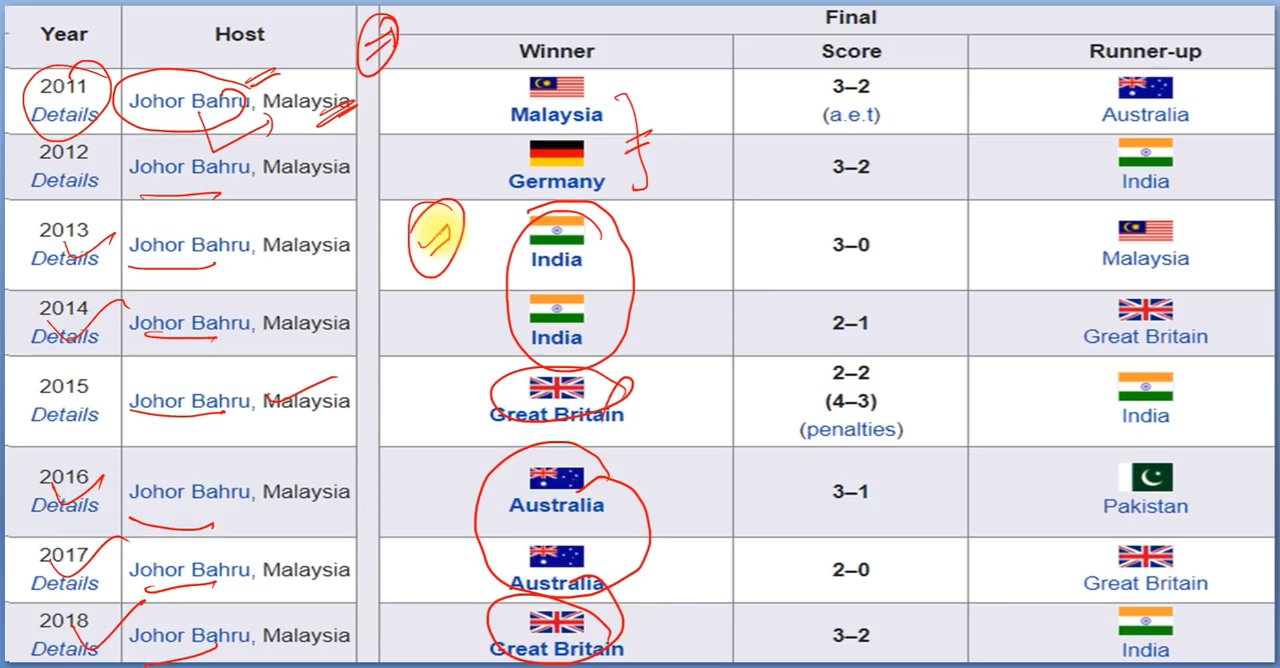 Year
Host
Final
Winner
Score
Runner-up
2011
Details
Johor Bahru, Malaysia
Malaysia
3–2
(a.e.t)
Australia
2012
Details
Johor Bahru, Malaysia
Germany
3–2
India
2013
Details
Johor Bahru, Malaysia
India
3–0
Malaysia
2014
Details
Johor Bahru, Malaysia
India
2–1
Great Britain
2015
Details
Johor Bahru, Malaysia
Great Britain
2–2
(4–3)
(penalties)
India
2016
Details
Johor Bahru, Malaysia
Australia
3–1
Pakistan
2017
Details
Johor Bahru, Malaysia
Australia
2–0
Great Britain
2018
Details
Johor Bahru, Malaysia
Great Britain
3–2
India